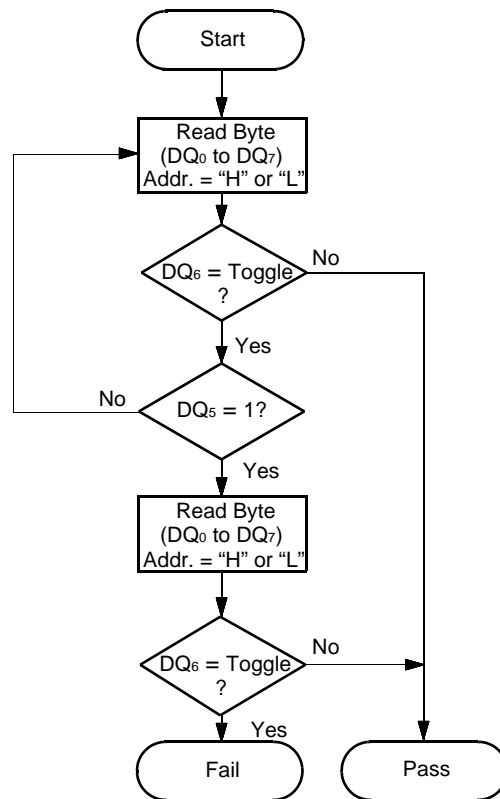 Start
Read Byte
(DQ0 to DQ7)
Addr. = “H” or “L”
DQ6 = Toggle
?
No
Yes
DQ5 = 1?
No
Yes
Read Byte
(DQ0 to DQ7)
Addr. = “H” or “L”
DQ6 = Toggle
?
No
Yes
Fail
Pass